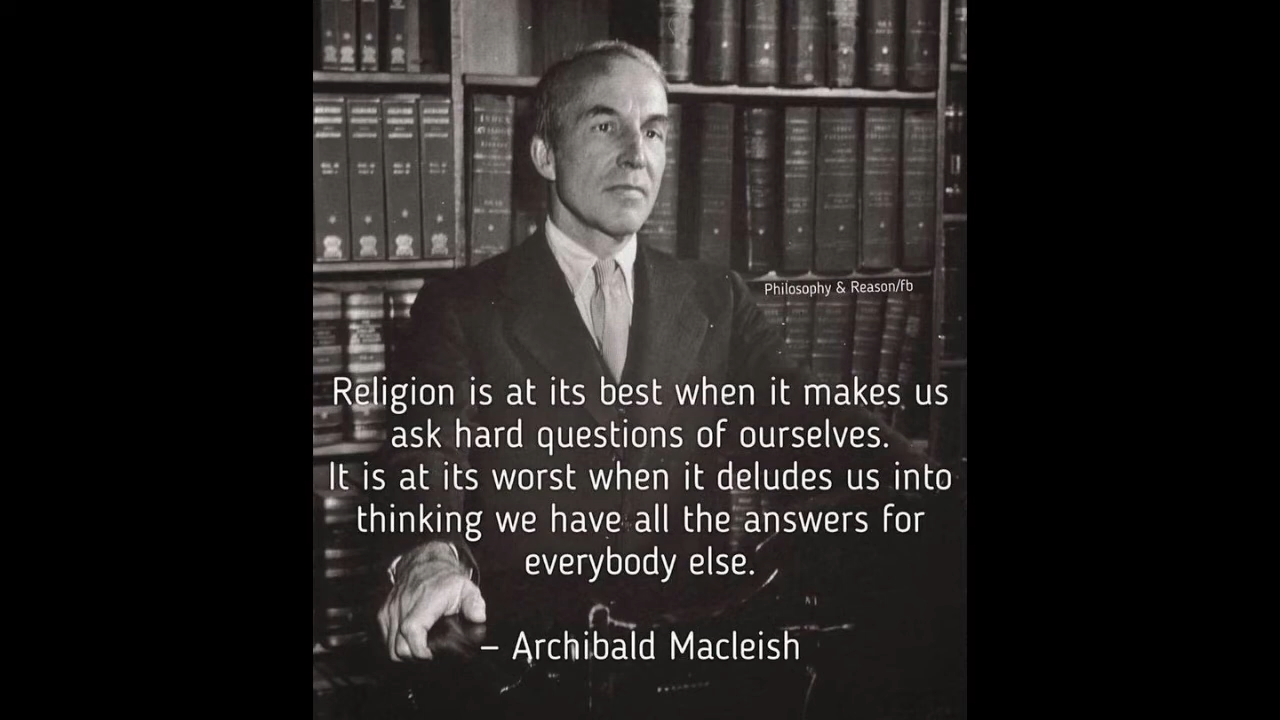 Philosophy & Reason/fb
Religion is at its best when it makes us
ask hard questions of ourselves.
It is at its worst when it deludes us into
thinking we have all the answers for
everybody else.
– Archibald Macleish